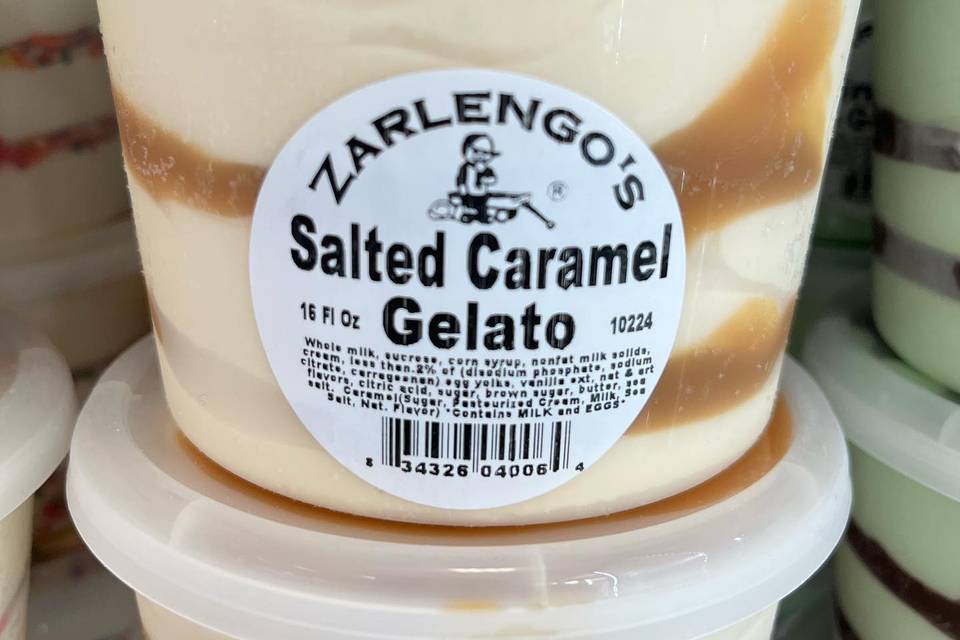 ZARLENGO'S
®
Salted Caramel
16 Fl Oz Gelato 10224
Whole milk, sucrose, corn syrup, nonfat milk solids,
cream, less than.2% of (disodium phosphate, sodium
citrate, carrageenan) egg yolks, vanilla ext, nat & art
flavors, citric acid, sugar, brown sugar, butter, sea
salt. Caramel(Sugar, Pasteurized Cream, Milk, Sea
Salt, Nat. Flavor) *Contains MILK and EGGS*
8 34326 04006 4